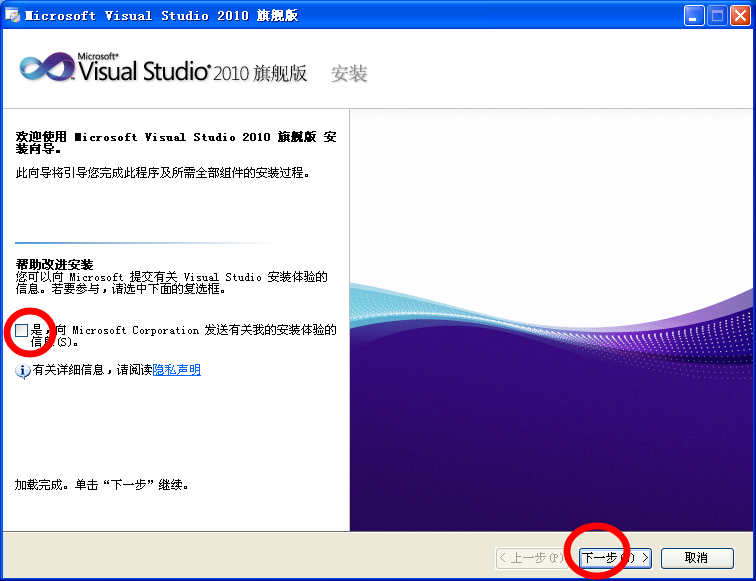 Microsoft Visual Studio 2010 旗舰版
Microsoft®
Visual Studio® 2010 旗舰版 安装
欢迎使用 Microsoft Visual Studio 2010 旗舰版 安
装向导。
此向导将引导您完成此程序及所需全部组件的安装过程。
帮助改进安装
您可以向 Microsoft 提交有关 Visual Studio 安装体验的
信息。若要参与，请选中下面的复选框。
是，向 Microsoft Corporation 发送有关我的安装体验的
信息(S)。
有关详细信息，请阅读隐私声明
加载完成。单击“下一步”继续。
< 上一步(P) 下一步 > 取消